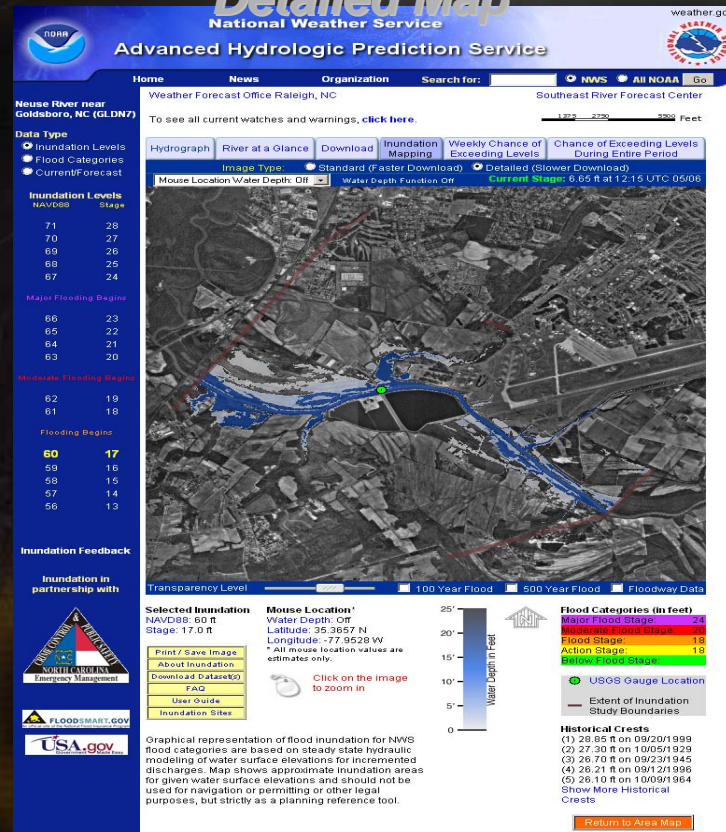 Detailed Map
weather.go
NOAA
National Weather Service
Advanced Hydrologic Prediction Service
Home News Organization Search for: NWS All NOAA Go
Neuse River near
Goldsboro, NC (GLDN7)
Data Type
Inundation Levels
Flood Categories
Current/Forecast
Inundation Levels
NAVD88 Stage
71 28
70 27
69 26
68 25
67 24
Major Flooding Begins
66 23
65 22
64 21
63 20
Moderate Flooding Begins
62 19
61 18
Flooding Begins
60 17
59 16
58 15
57 14
56 13
Inundation Feedback
Inundation in
partnership with
CRIME CONTROL & PUBLIC SAFETY
NORTH CAROLINA
Emergency Management
FLOODSMART.GOV
USA.gov
Government Made Easy
Weather Forecast Office Raleigh, NC Southeast River Forecast Center
To see all current watches and warnings, click here.
1375 2750 5500 Feet
Hydrograph River at a Glance Download Inundation Mapping Weekly Chance of Exceeding Levels Chance of Exceeding Levels During Entire Period
Image Type: Standard (Faster Download) Detailed (Slower Download)
Mouse Location Water Depth: Off Water Depth Function Off Current Stage: 6.65 ft at 12:15 UTC 05/06
Transparency Level 100 Year Flood 500 Year Flood Floodway Data
Selected Inundation
NAVD88: 60 ft
Stage: 17.0 ft
Print / Save Image
About Inundation
Download Dataset(s)
FAQ
User Guide
Inundation Sites
Mouse Location*
Water Depth: Off
Latitude: 35.3657 N
Longitude: -77.9528 W
* All mouse location values are
estimates only.
Click on the image
to zoom in
25'
20'
15'
10'
5'
0
Water Depth in Feet
N
Flood Categories (in feet)
Major Flood Stage: 24
Moderate Flood Stage: 20
Flood Stage: 18
Action Stage: 18
Below Flood Stage:
USGS Gauge Location
Extent of Inundation
Study Boundaries
Historical Crests
(1) 28.85 ft on 09/20/1999
(2) 27.30 ft on 10/05/1929
(3) 26.70 ft on 09/23/1945
(4) 26.21 ft on 09/12/1996
(5) 26.10 ft on 10/09/1964
Show More Historical
Crests
Return to Area Map
Graphical representation of flood inundation for NWS
flood categories are based on steady state hydraulic
modeling of water surface elevations for incremented
discharges. Map shows approximate inundation areas
for given water surface elevations and should not be
used for navigation or permitting or other legal
purposes, but strictly as a planning reference tool.